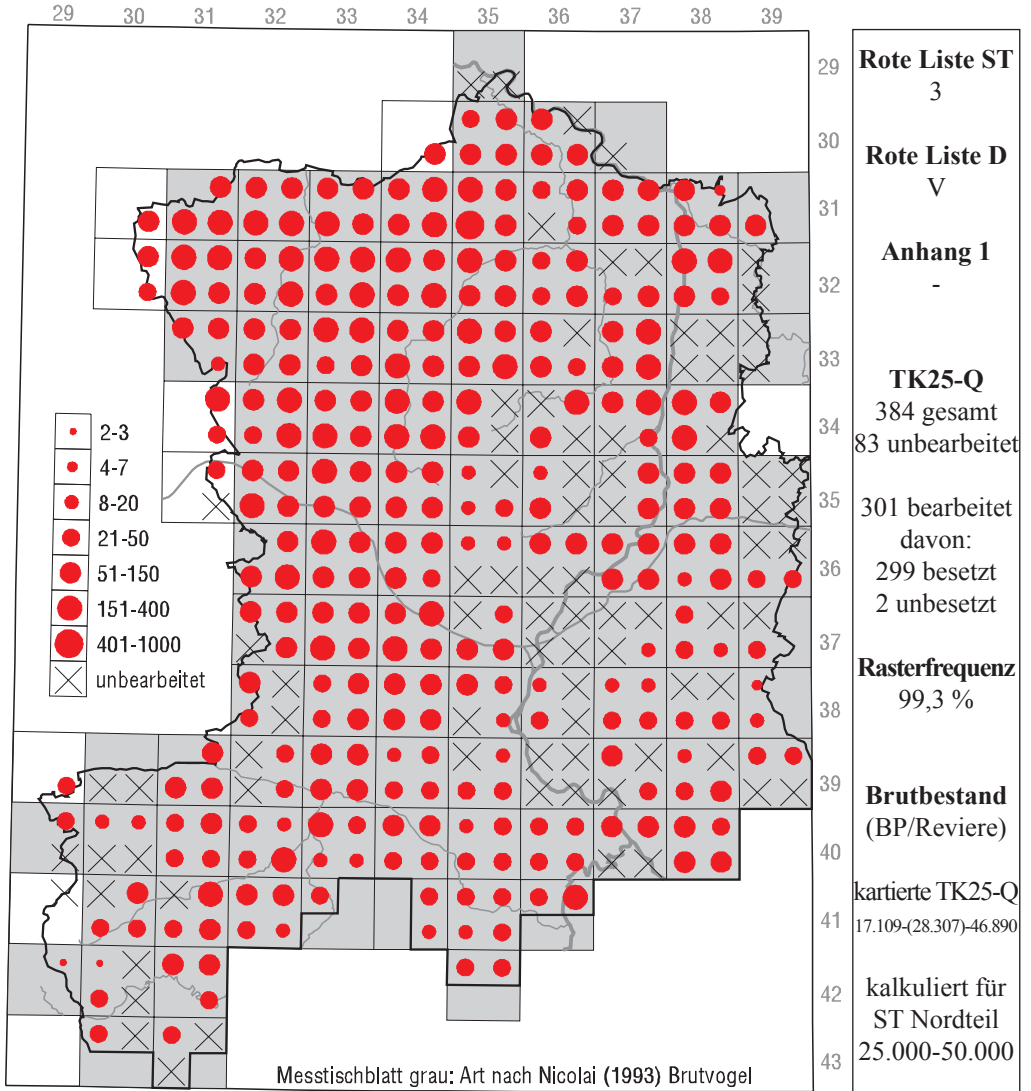 29 30 31 32 33 34 35 36 37 38 39
29
30
31
32
33
34
35
36
37
38
39
40
41
42
43
2-3
4-7
8-20
21-50
51-150
151-400
401-1000
unbearbeitet
Messtischblatt grau: Art nach Nicolai (1993) Brutvogel
Rote Liste ST
3
Rote Liste D
V
Anhang 1
-
TK25-Q
384 gesamt
83 unbearbeitet
301 bearbeitet
davon:
299 besetzt
2 unbesetzt
Rasterfrequenz
99,3 %
Brutbestand
(BP/Reviere)
kartierte TK25-Q
17.109-(28.307)-46.890
kalkuliert für
ST Nordteil
25.000-50.000